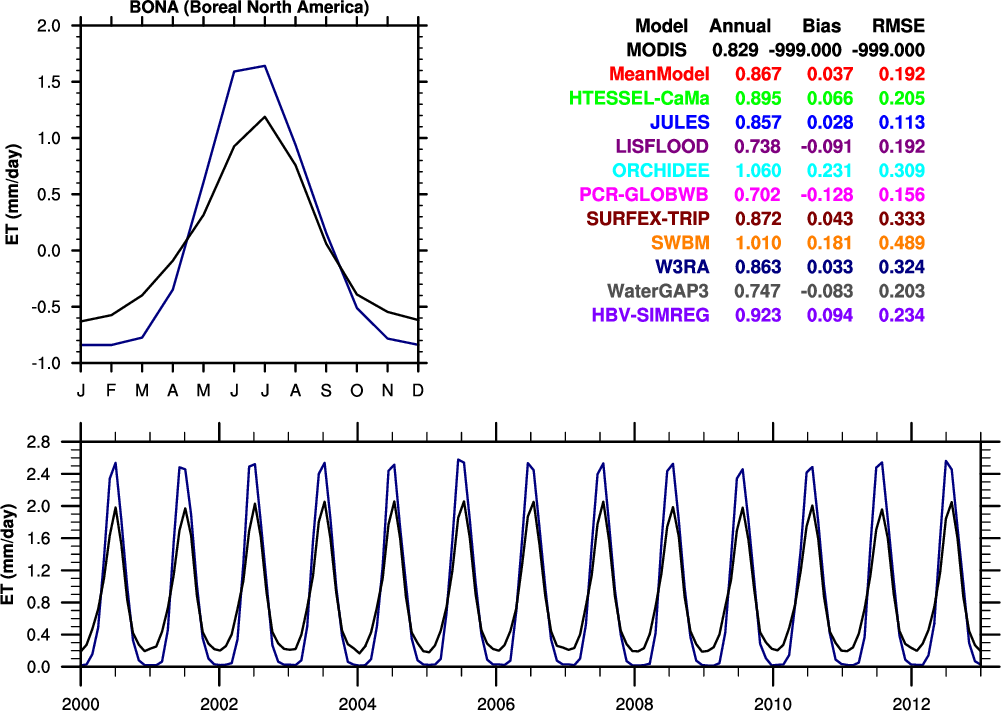 BONA (Boreal North America)
2.0
1.5
1.0
0.5
0.0
-0.5
-1.0
ET (mm/day)
J F M A M J J A S O N D
Model Annual Bias RMSE
MODIS 0.829 -999.000 -999.000
MeanModel 0.867 0.037 0.192
HTESSEL-CaMa 0.895 0.066 0.205
JULES 0.857 0.028 0.113
LISFLOOD 0.738 -0.091 0.192
ORCHIDEE 1.060 0.231 0.309
PCR-GLOBWB 0.702 -0.128 0.156
SURFEX-TRIP 0.872 0.043 0.333
SWBM 1.010 0.181 0.489
W3RA 0.863 0.033 0.324
WaterGAP3 0.747 -0.083 0.203
HBV-SIMREG 0.923 0.094 0.234
2.8
2.4
2.0
1.6
1.2
0.8
0.4
0.0
ET (mm/day)
2000 2002 2004 2006 2008 2010 2012